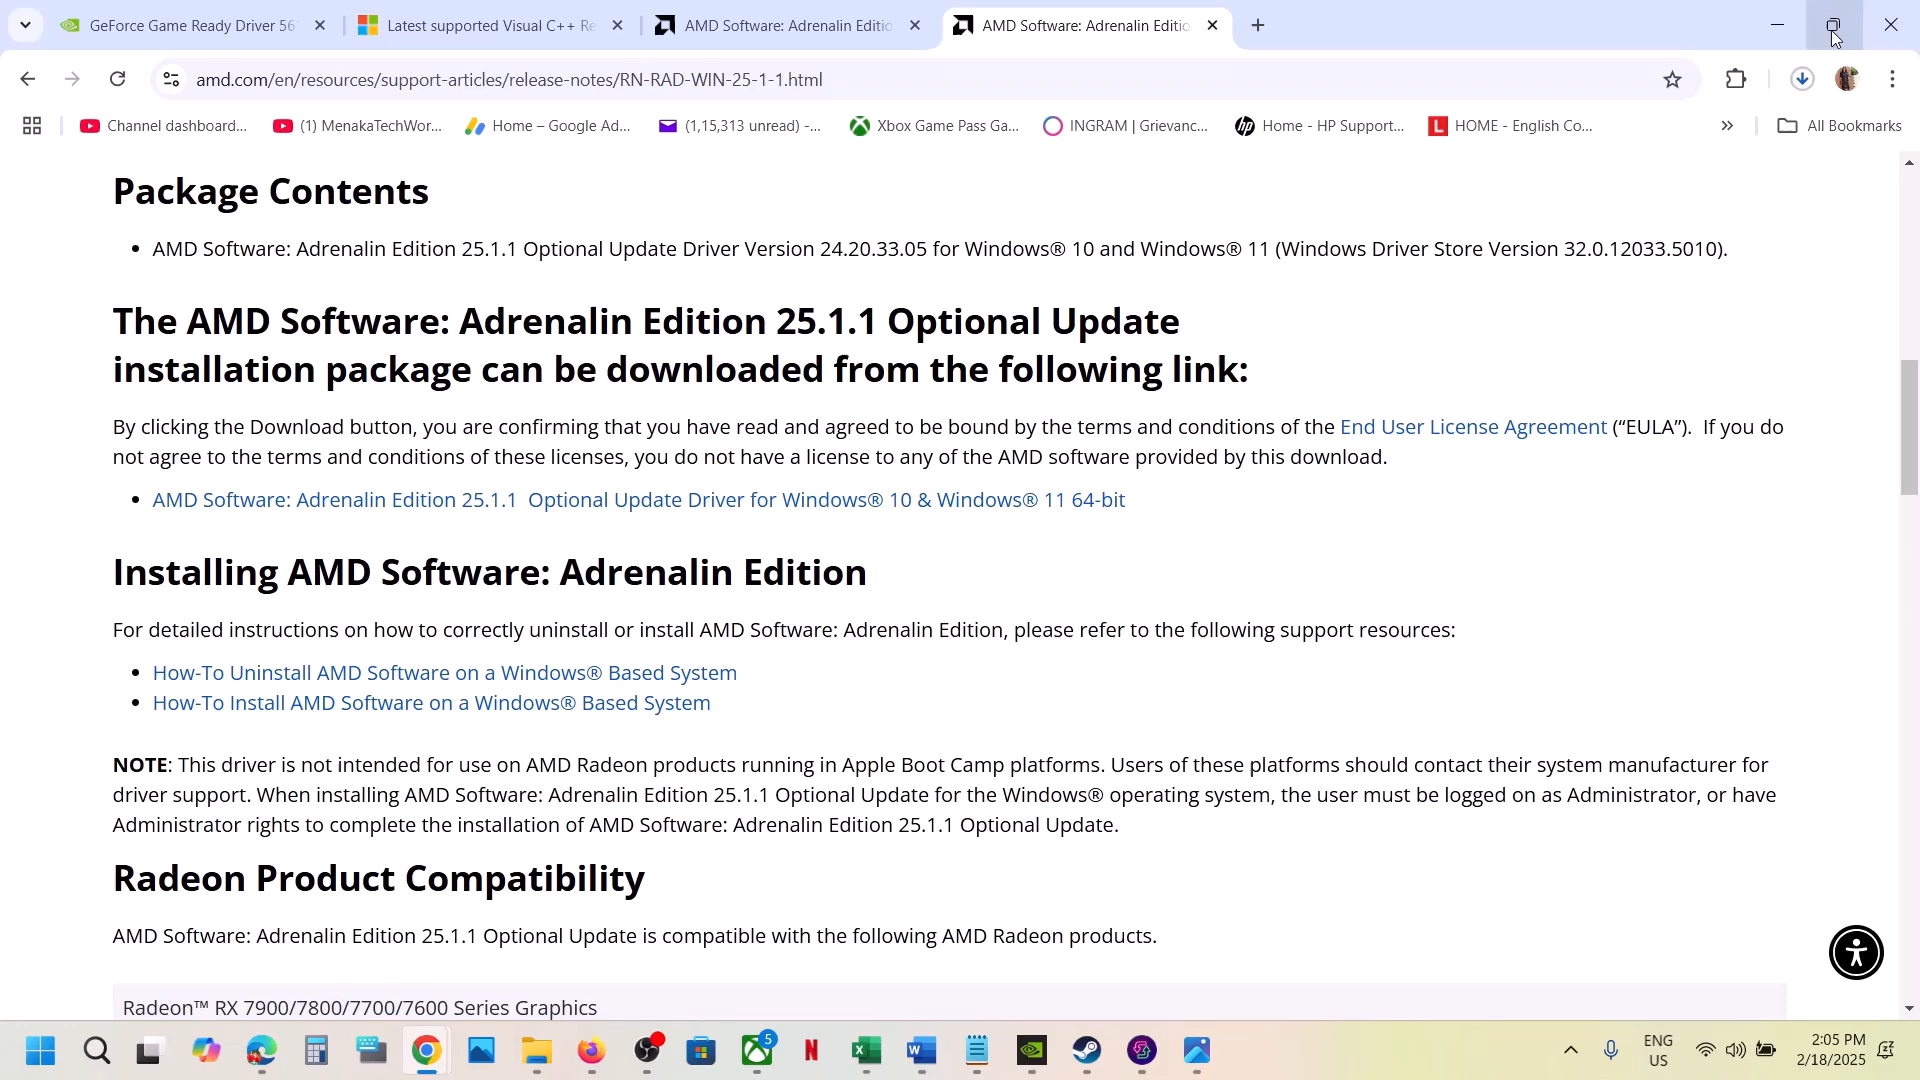 GeForce Game Ready Driver 56
Latest supported Visual C++ Re
AMD Software: Adrenalin Editio
AMD Software: Adrenalin Editio
amd.com/en/resources/support-articles/release-notes/RN-RAD-WIN-25-1-1.html
Channel dashboard...
(1) MenakaTechWor...
Home – Google Ad...
(1,15,313 unread) -...
Xbox Game Pass Ga...
INGRAM | Grievanc...
Home - HP Support...
HOME - English Co...
All Bookmarks
Package Contents
• AMD Software: Adrenalin Edition 25.1.1 Optional Update Driver Version 24.20.33.05 for Windows® 10 and Windows® 11 (Windows Driver Store Version 32.0.12033.5010).
The AMD Software: Adrenalin Edition 25.1.1 Optional Update
installation package can be downloaded from the following link:
By clicking the Download button, you are confirming that you have read and agreed to be bound by the terms and conditions of the End User License Agreement (“EULA”).  If you do
not agree to the terms and conditions of these licenses, you do not have a license to any of the AMD software provided by this download.
• AMD Software: Adrenalin Edition 25.1.1  Optional Update Driver for Windows® 10 & Windows® 11 64-bit
Installing AMD Software: Adrenalin Edition
For detailed instructions on how to correctly uninstall or install AMD Software: Adrenalin Edition, please refer to the following support resources:
• How-To Uninstall AMD Software on a Windows® Based System
• How-To Install AMD Software on a Windows® Based System
NOTE: This driver is not intended for use on AMD Radeon products running in Apple Boot Camp platforms. Users of these platforms should contact their system manufacturer for
driver support. When installing AMD Software: Adrenalin Edition 25.1.1 Optional Update for the Windows® operating system, the user must be logged on as Administrator, or have
Administrator rights to complete the installation of AMD Software: Adrenalin Edition 25.1.1 Optional Update.
Radeon Product Compatibility
AMD Software: Adrenalin Edition 25.1.1 Optional Update is compatible with the following AMD Radeon products.
Radeon™ RX 7900/7800/7700/7600 Series Graphics
5
ENG
US
2:05 PM
2/18/2025